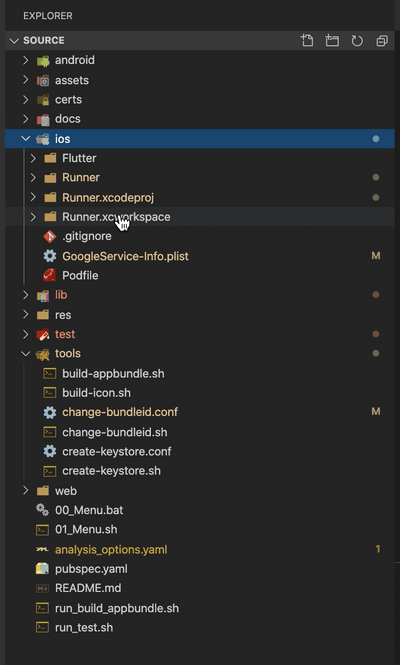 EXPLORER
SOURCE
android
assets
certs
docs
ios
Flutter
Runner
Runner.xcodeproj
Runner.xcworkspace
.gitignore
GoogleService-Info.plist M
Podfile
lib
res
test
tools
build-appbundle.sh
build-icon.sh
change-bundleid.conf M
change-bundleid.sh
create-keystore.conf
create-keystore.sh
web
00_Menu.bat
01_Menu.sh
analysis_options.yaml 1
pubspec.yaml
README.md
run_build_appbundle.sh
run_test.sh